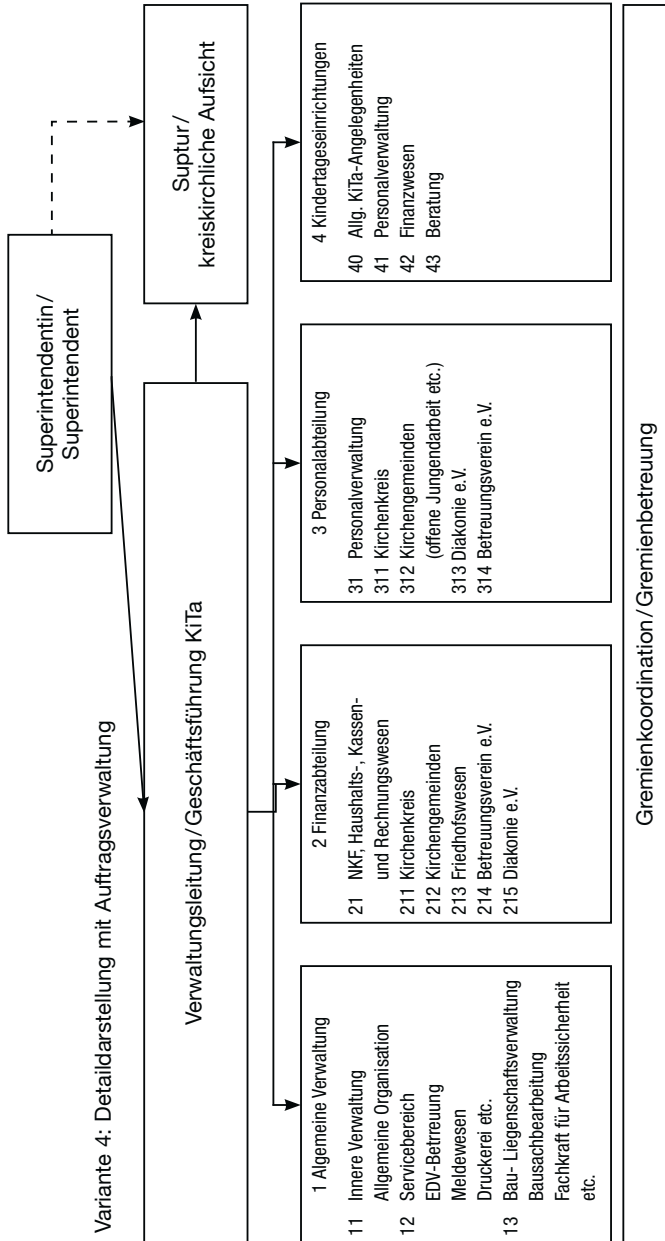 Variante 4: Detaildarstellung mit Auftragsverwaltung
Superintendentin/
Superintendent
Verwaltungsleitung/Geschäftsführung KiTa
Suptur/
kreiskirchliche Aufsicht
1 Algemeine Verwaltung
11 Innere Verwaltung
Allgemeine Organisation
12 Servicebereich
EDV-Betrreuung
Meldewesen
Druckerei etc.
13 Bau- Liegenschaftsverwaltung
Bausachbearbeitung
Fachkraft für Arbeitssicherheit
etc.
2 Finanzabteilung
21 NKF, Haushalts-, Kassen-
und Rechnungswesen
211 Kirchenkreis
212 Kirchengemeinden
213 Friedhofswesen
214 Betreuungsverein e.V.
215 Diakonie e.V.
3 Personalabteilung
31 Personalverwaltung
311 Kirchenkreis
312 Kirchengemeinden
(offene Jungendarbeit etc.)
313 Diakonie e.V.
314 Betreuungsverein e.V.
4 Kindertageseinrichtungen
40 Allg. KiTa-Angelegenheiten
41 Personalverwaltung
42 Finanzwesen
43 Beratung
Gremienkoordination/Gremienbetreuung